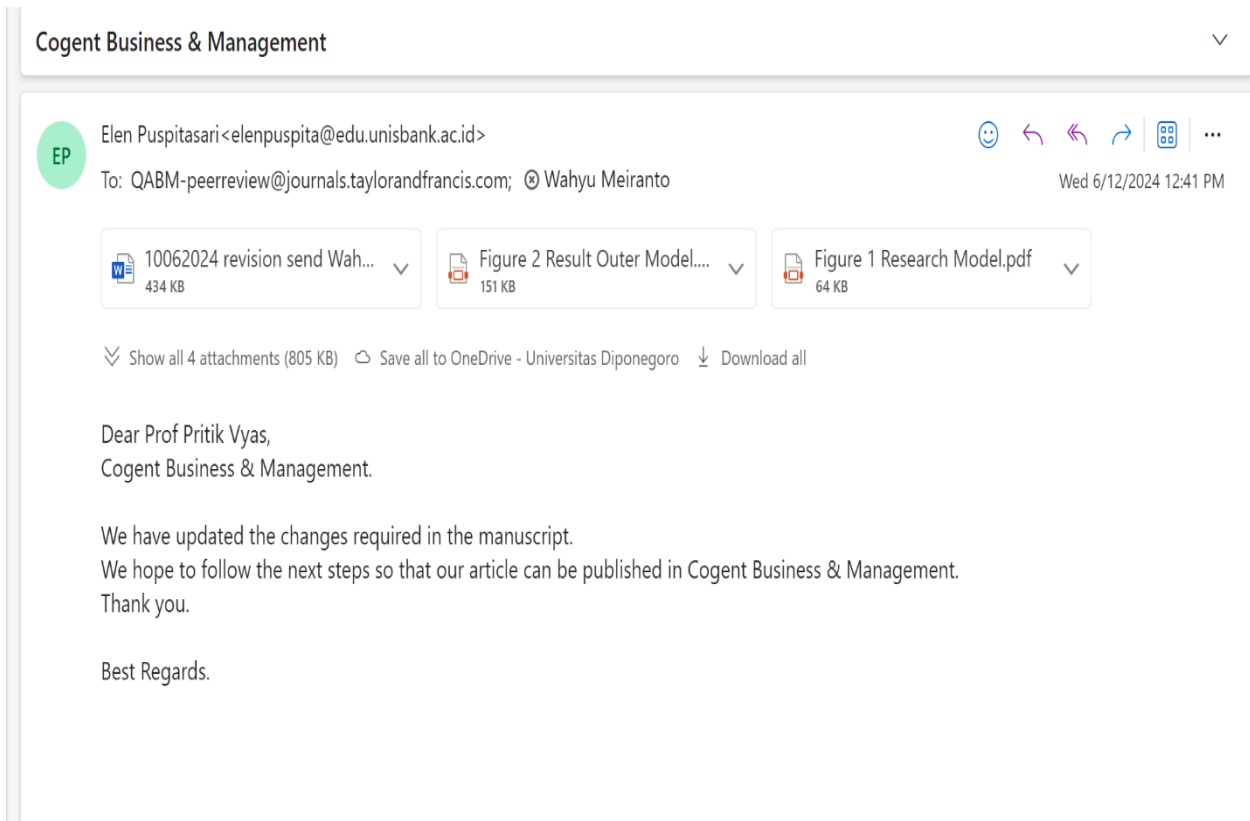 Cogent Business & Management
EP
Elen Puspitasari<elenpuspita@edu.unisbank.ac.id>
To: QABM-peerreview@journals.taylorandfrancis.com; Wahyu Meiranto
Wed 6/12/2024 12:41 PM
10062024 revision send Wah...
434 KB
Figure 2 Result Outer Model....
151 KB
Figure 1 Research Model.pdf
64 KB
Show all 4 attachments (805 KB) Save all to OneDrive - Universitas Diponegoro Download all
Dear Prof Pritik Vyas,
Cogent Business & Management.
We have updated the changes required in the manuscript.
We hope to follow the next steps so that our article can be published in Cogent Business & Management.
Thank you.
Best Regards.